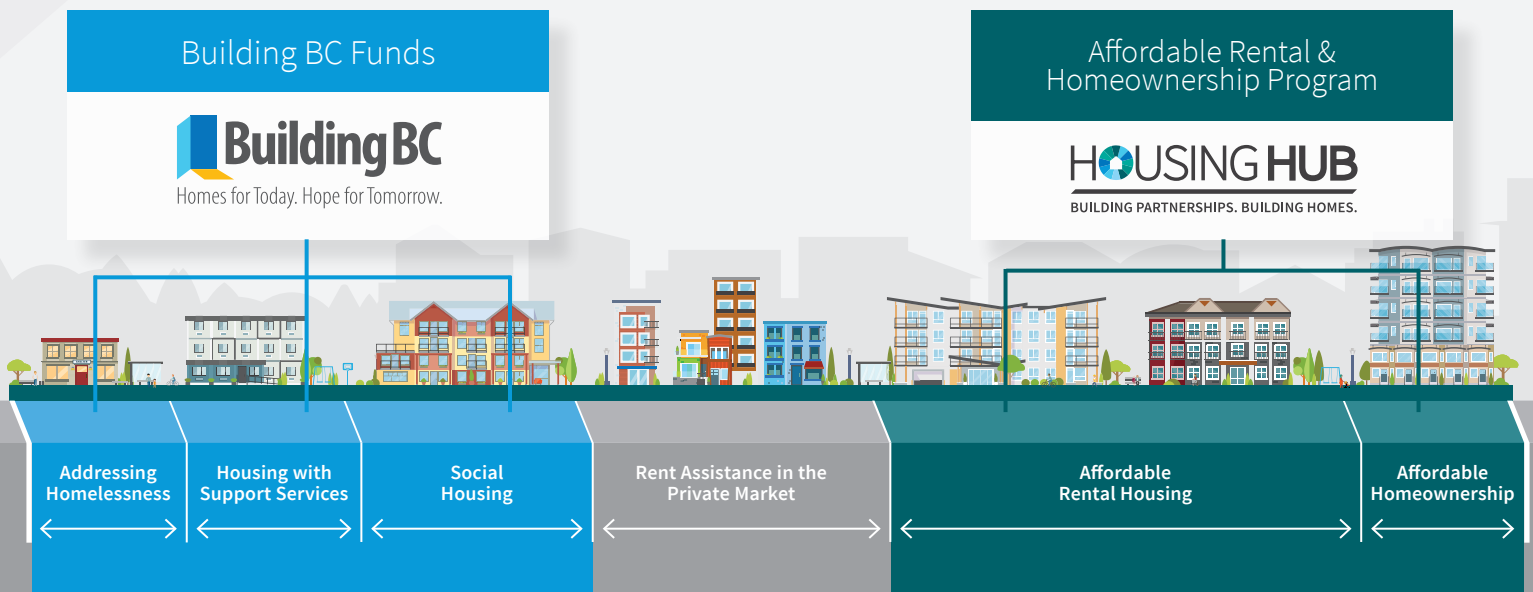 Building BC Funds
Building BC
Homes for Today. Hope for Tomorrow.
Affordable Rental &
Homeownership Program
HOUSING HUB
BUILDING PARTNERSHIPS. BUILDING HOMES.
Addressing
Homelessness
Housing with
Support Services
Social
Housing
Rent Assistance in the
Private Market
Affordable
Rental Housing
Affordable
Homeownership